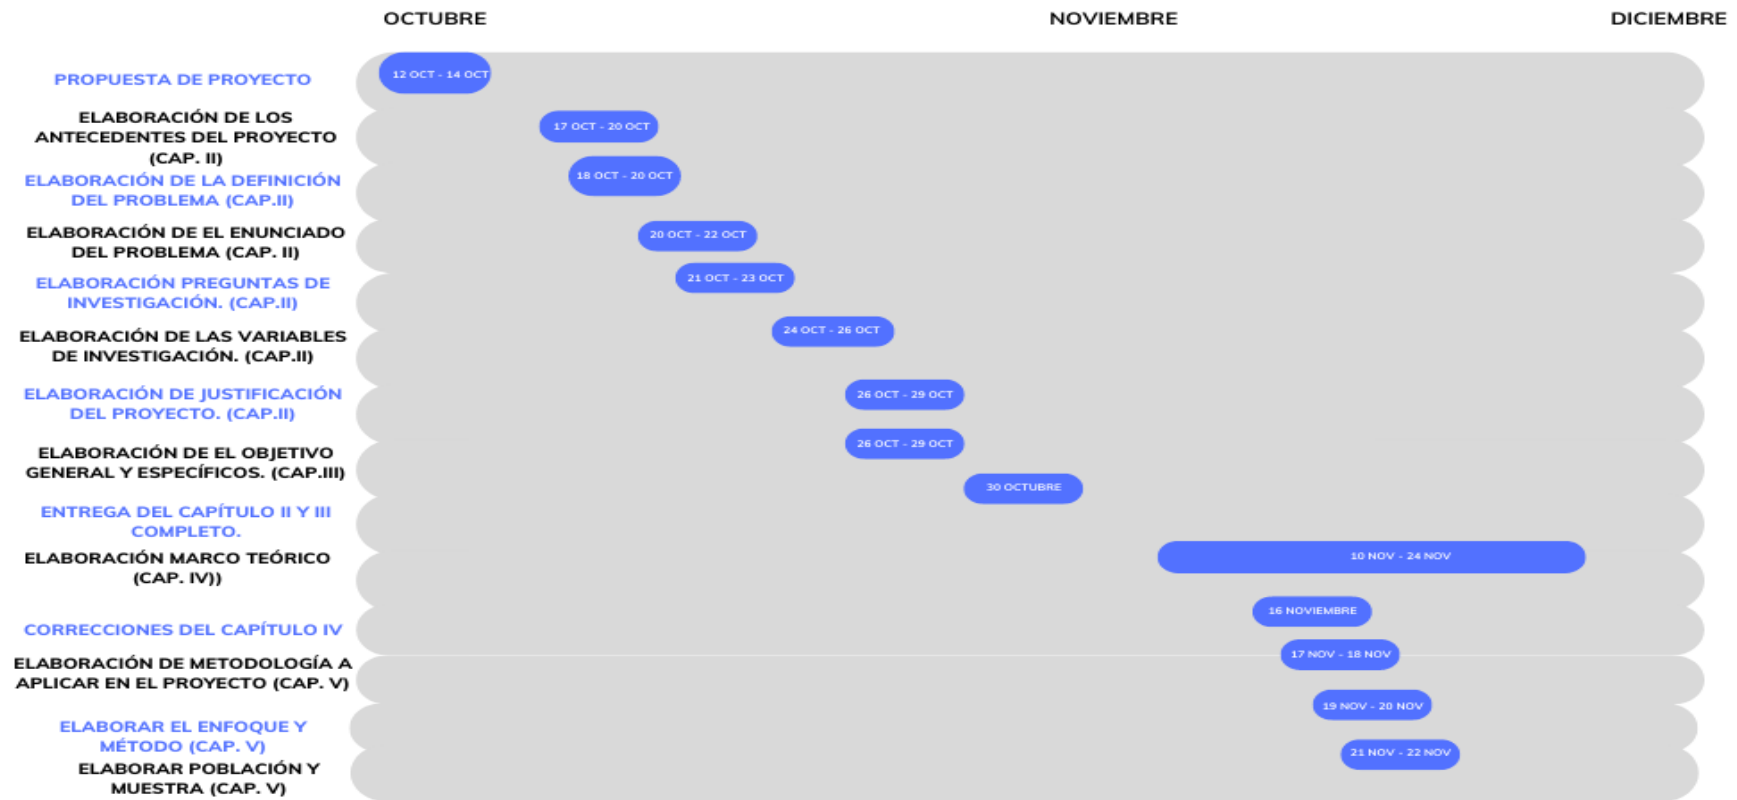 OCTUBRE NOVIEMBRE DICIEMBRE
PROPUESTA DE PROYECTO
12 OCT - 14 OCT
ELABORACIÓN DE LOS
ANTECEDENTES DEL PROYECTO
(CAP. II)
17 OCT - 20 OCT
ELABORACIÓN DE LA DEFINICIÓN
DEL PROBLEMA (CAP.II)
18 OCT - 20 OCT
ELABORACIÓN DE EL ENUNCIADO
DEL PROBLEMA (CAP. II)
20 OCT - 22 OCT
ELABORACIÓN PREGUNTAS DE
INVESTIGACIÓN. (CAP.II)
21 OCT - 23 OCT
ELABORACIÓN DE LAS VARIABLES
DE INVESTIGACIÓN. (CAP.II)
24 OCT - 26 OCT
ELABORACIÓN DE JUSTIFICACIÓN
DEL PROYECTO. (CAP.II)
26 OCT - 29 OCT
ELABORACIÓN DE EL OBJETIVO
GENERAL Y ESPECÍFICOS. (CAP.III)
26 OCT - 29 OCT
ENTREGA DEL CAPÍTULO II Y III
COMPLETO.
30 OCTUBRE
ELABORACIÓN MARCO TEÓRICO
(CAP. IV))
10 NOV - 24 NOV
CORRECCIONES DEL CAPÍTULO IV
16 NOVIEMBRE
ELABORACIÓN DE METODOLOGÍA A
APLICAR EN EL PROYECTO (CAP. V)
17 NOV - 18 NOV
ELABORAR EL ENFOQUE Y
MÉTODO (CAP. V)
19 NOV - 20 NOV
ELABORAR POBLACIÓN Y
MUESTRA (CAP. V)
21 NOV - 22 NOV